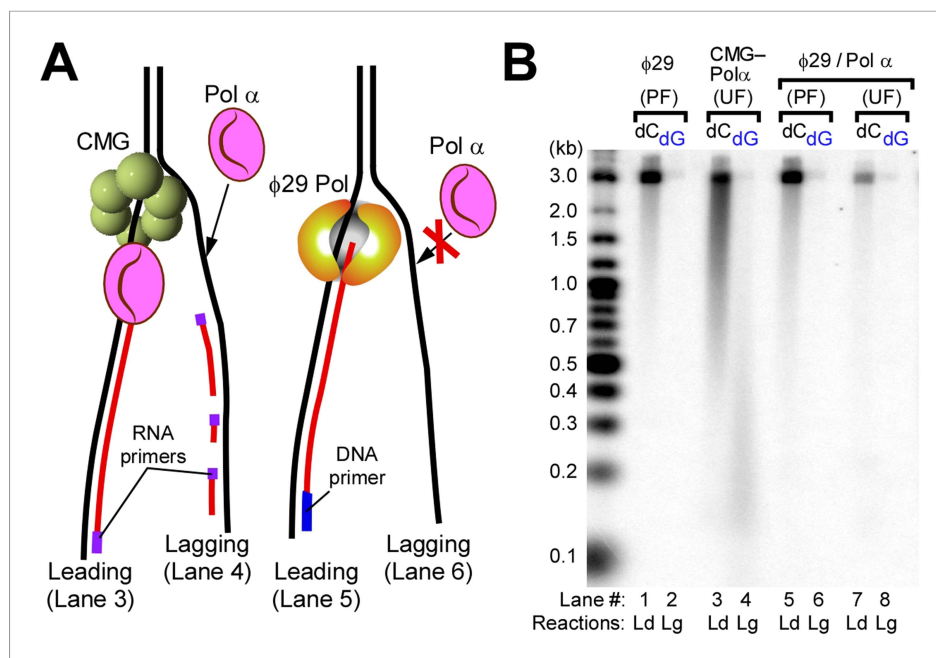 A
Pol α
CMG
RNA
primers
Leading
(Lane 3)
Lagging
(Lane 4)
Pol α
ϕ29 Pol
DNA
primer
Leading
(Lane 5)
Lagging
(Lane 6)
B
ϕ29
(PF)
CMG–
Polα
(UF)
ϕ29 / Pol α
(PF) (UF)
dC dG dC dG dC dG dC dG
(kb)
3.0
2.0
1.5
1.0
0.7
0.5
0.4
0.3
0.2
0.1
Lane #: 1 2 3 4 5 6 7 8
Reactions: Ld Lg Ld Lg Ld Lg Ld Lg